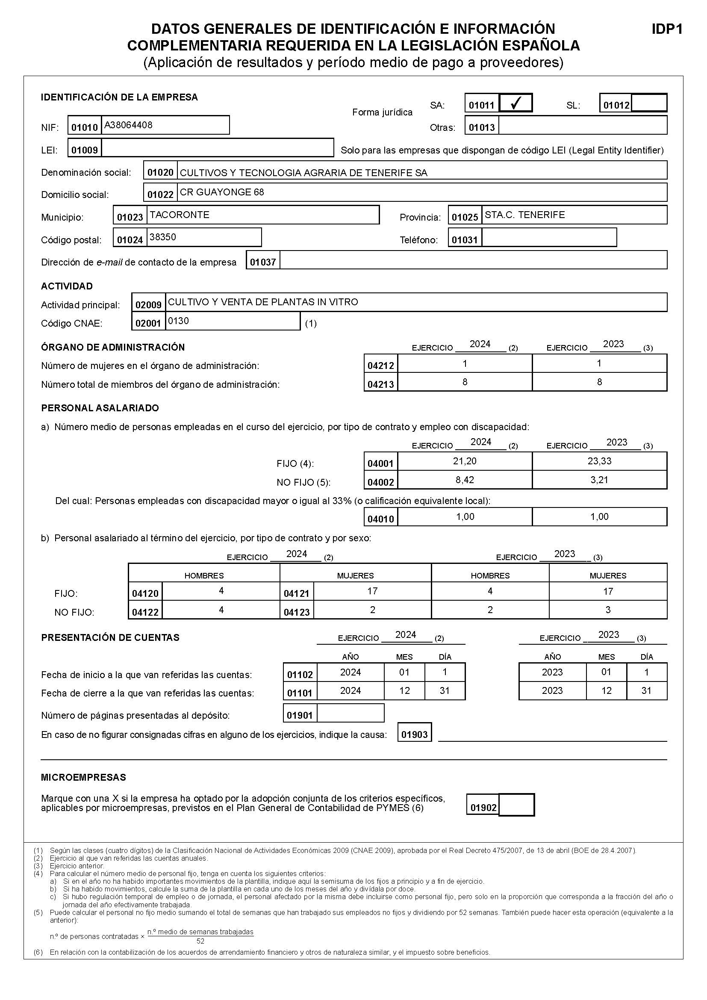 DATOS GENERALES DE IDENTIFICACIÓN E INFORMACIÓN IDP1
COMPLEMENTARIA REQUERIDA EN LA LEGISLACIÓN ESPAÑOLA
(Aplicación de resultados y período medio de pago a proveedores)
IDENTIFICACIÓN DE LA EMPRESA
Forma jurídica SA: 01011 ✓ SL: 01012
NIF: 01010 A38064408 Otras: 01013
LEI: 01009 Solo para las empresas que dispongan de código LEI (Legal Entity Identifier)
Denominación social: 01020 CULTIVOS Y TECNOLOGIA AGRARIA DE TENERIFE SA
Domicilio social: 01022 CR GUAYONGE 68
Municipio: 01023 TACORONTE Provincia: 01025 STA.C. TENERIFE
Código postal: 01024 38350 Teléfono: 01031
Dirección de e-mail de contacto de la empresa 01037
ACTIVIDAD
Actividad principal: 02009 CULTIVO Y VENTA DE PLANTAS IN VITRO
Código CNAE: 02001 0130 (1)
ÓRGANO DE ADMINISTRACIÓN EJERCICIO 2024 (2) EJERCICIO 2023 (3)
Número de mujeres en el órgano de administración: 04212 1 1
Número total de miembros del órgano de administración: 04213 8 8
PERSONAL ASALARIADO
a) Número medio de personas empleadas en el curso del ejercicio, por tipo de contrato y empleo con discapacidad:
EJERCICIO 2024 (2) EJERCICIO 2023 (3)
FIJO (4): 04001 21,20 23,33
NO FIJO (5): 04002 8,42 3,21
Del cual: Personas empleadas con discapacidad mayor o igual al 33% (o calificación equivalente local):
04010 1,00 1,00
b) Personal asalariado al término del ejercicio, por tipo de contrato y por sexo:
EJERCICIO 2024 (2) EJERCICIO 2023 (3)
HOMBRES MUJERES HOMBRES MUJERES
FIJO: 04120 4 04121 17 4 17
NO FIJO: 04122 4 04123 2 2 3
PRESENTACIÓN DE CUENTAS EJERCICIO 2024 (2) EJERCICIO 2023 (3)
AÑO MES DÍA AÑO MES DÍA
Fecha de inicio a la que van referidas las cuentas: 01102 2024 01 1 2023 01 1
Fecha de cierre a la que van referidas las cuentas: 01101 2024 12 31 2023 12 31
Número de páginas presentadas al depósito: 01901
En caso de no figurar consignadas cifras en alguno de los ejercicios, indique la causa: 01903
MICROEMPRESAS
Marque con una X si la empresa ha optado por la adopción conjunta de los criterios específicos,
aplicables por microempresas, previstos en el Plan General de Contabilidad de PYMES (6) 01902
(1) Según las clases (cuatro dígitos) de la Clasificación Nacional de Actividades Económicas 2009 (CNAE 2009), aprobada por el Real Decreto 475/2007, de 13 de abril (BOE de 28.4.2007).
(2) Ejercicio al que van referidas las cuentas anuales.
(3) Ejercicio anterior.
(4) Para calcular el número medio de personal fijo, tenga en cuenta los siguientes criterios:
a) Si en el año no ha habido importantes movimientos de la plantilla, indique aquí la semisuma de los fijos a principio y a fin de ejercicio.
b) Si ha habido movimientos, calcule la suma de la plantilla en cada uno de los meses del año y divídala por doce.
c) Si hubo regulación temporal de empleo o de jornada, el personal afectado por la misma debe incluirse como personal fijo, pero solo en la proporción que corresponda a la fracción del año o
jornada del año efectivamente trabajada.
(5) Puede calcular el personal no fijo medio sumando el total de semanas que han trabajado sus empleados no fijos y dividiendo por 52 semanas. También puede hacer esta operación (equivalente a la
anterior):
n.º de personas contratadas × n.º medio de semanas trabajadas
52
(6) En relación con la contabilización de los acuerdos de arrendamiento financiero y otros de naturaleza similar, y el impuesto sobre beneficios.